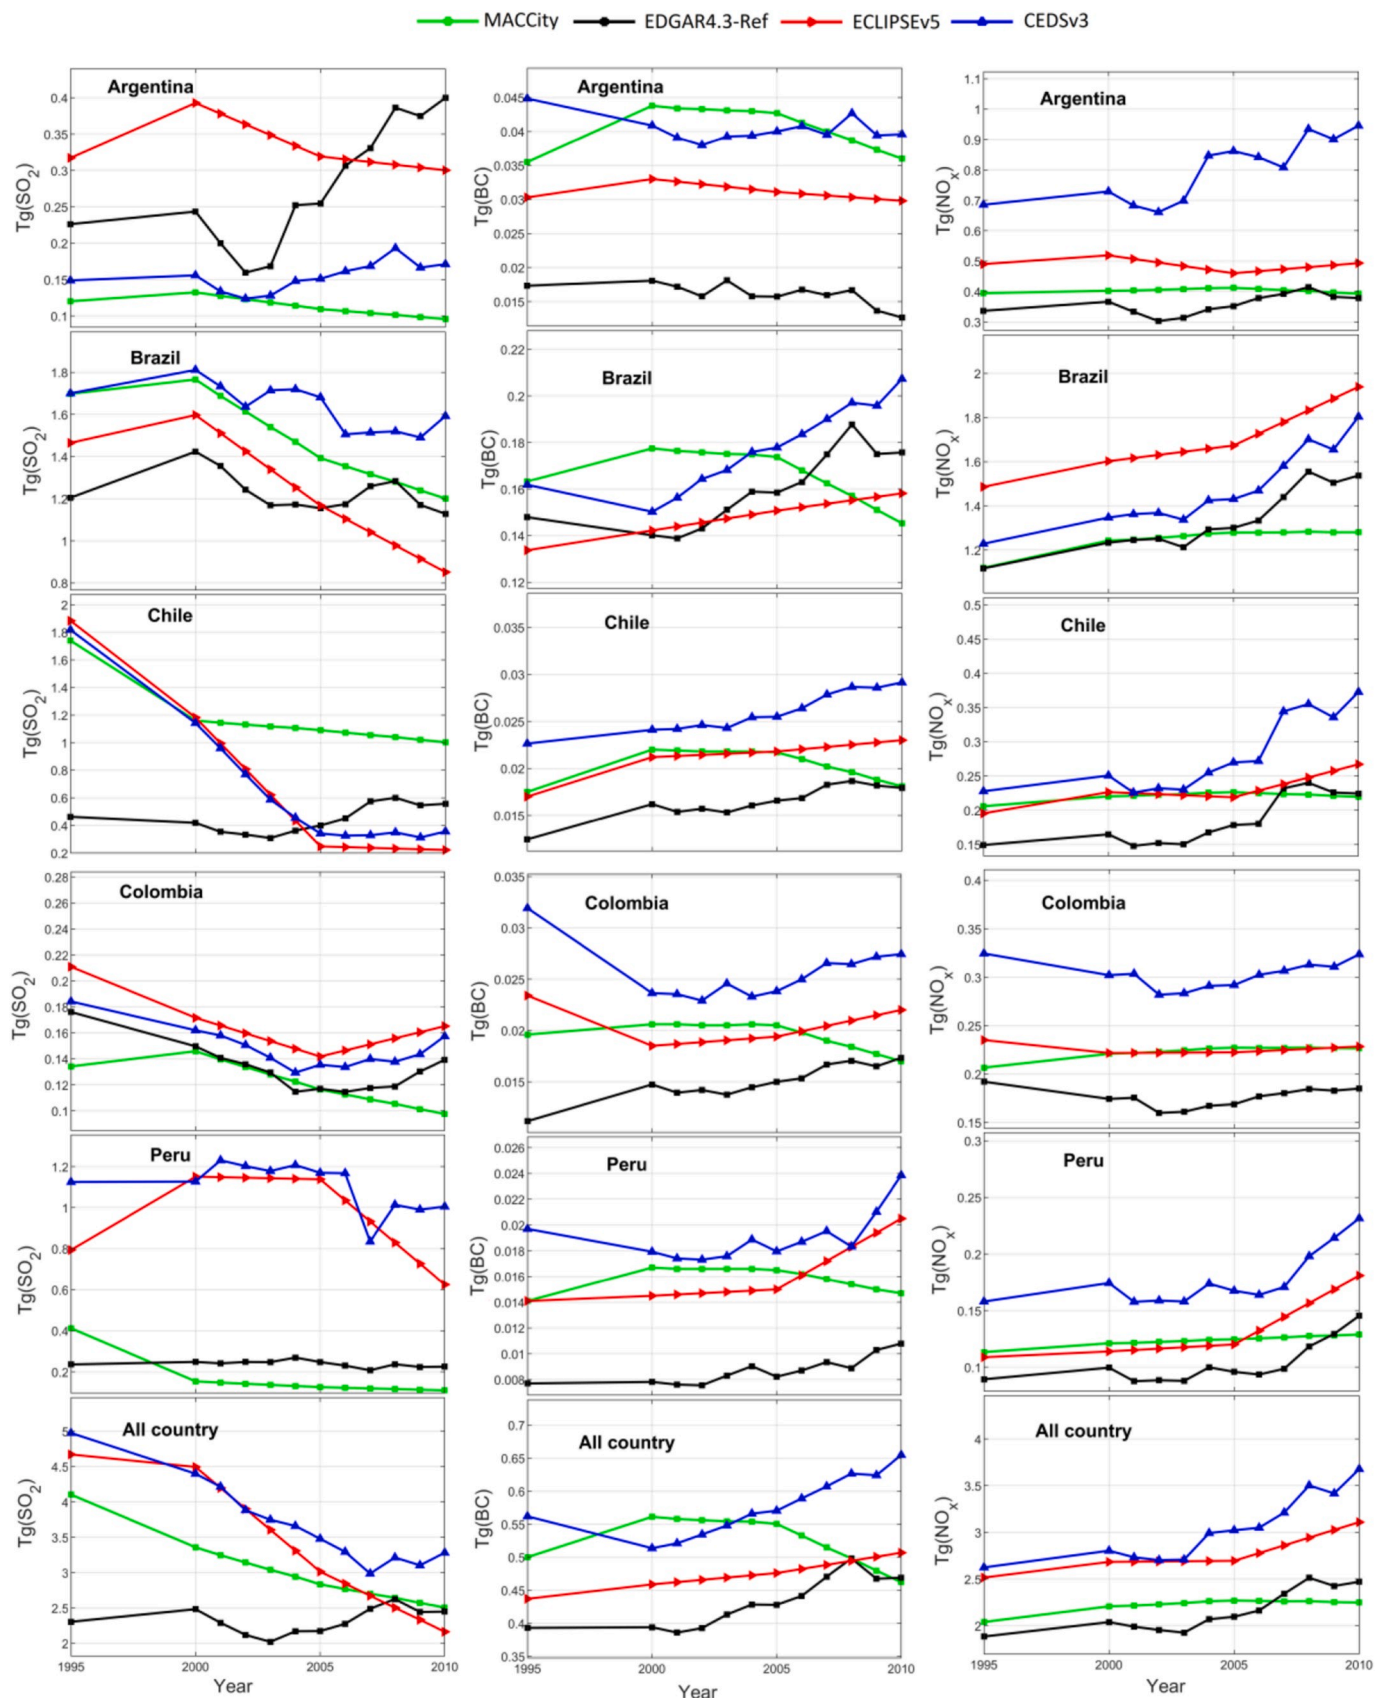 MACCity EDGAR4.3-Ref ECLIPSEv5 CEDSv3
Argentina
Tg(SO2)
0.4
0.35
0.3
0.25
0.2
0.15
0.1
Argentina
Tg(BC)
0.045
0.04
0.035
0.03
0.025
0.02
0.015
Argentina
Tg(NOx)
1.1
1
0.9
0.8
0.7
0.6
0.5
0.4
0.3
Brazil
Tg(SO2)
1.8
1.6
1.4
1.2
1
0.8
Brazil
Tg(BC)
0.22
0.2
0.18
0.16
0.14
0.12
Brazil
Tg(NOx)
2
1.8
1.6
1.4
1.2
Chile
Tg(SO2)
2
1.8
1.6
1.4
1.2
1
0.8
0.6
0.4
0.2
Chile
Tg(BC)
0.035
0.03
0.025
0.02
0.015
Chile
Tg(NOx)
0.5
0.45
0.4
0.35
0.3
0.25
0.2
0.15
Colombia
Tg(SO2)
0.28
0.26
0.24
0.22
0.2
0.18
0.16
0.14
0.12
0.1
Colombia
Tg(BC)
0.035
0.03
0.025
0.02
0.015
Colombia
Tg(NOx)
0.4
0.35
0.3
0.25
0.2
0.15
Peru
Tg(SO2)
1.2
1
0.8
0.6
0.4
0.2
Peru
Tg(BC)
0.026
0.024
0.022
0.02
0.018
0.016
0.014
0.012
0.01
0.008
Peru
Tg(NOx)
0.3
0.25
0.2
0.15
0.1
All country
Tg(SO2)
5
4.5
4
3.5
3
2.5
2
1995 2000 2005 2010
Year
All country
Tg(BC)
0.7
0.65
0.6
0.55
0.5
0.45
0.4
0.35
1995 2000 2005 2010
Year
All country
Tg(NOx)
4
3.5
3
2.5
2
1995 2000 2005 2010
Year